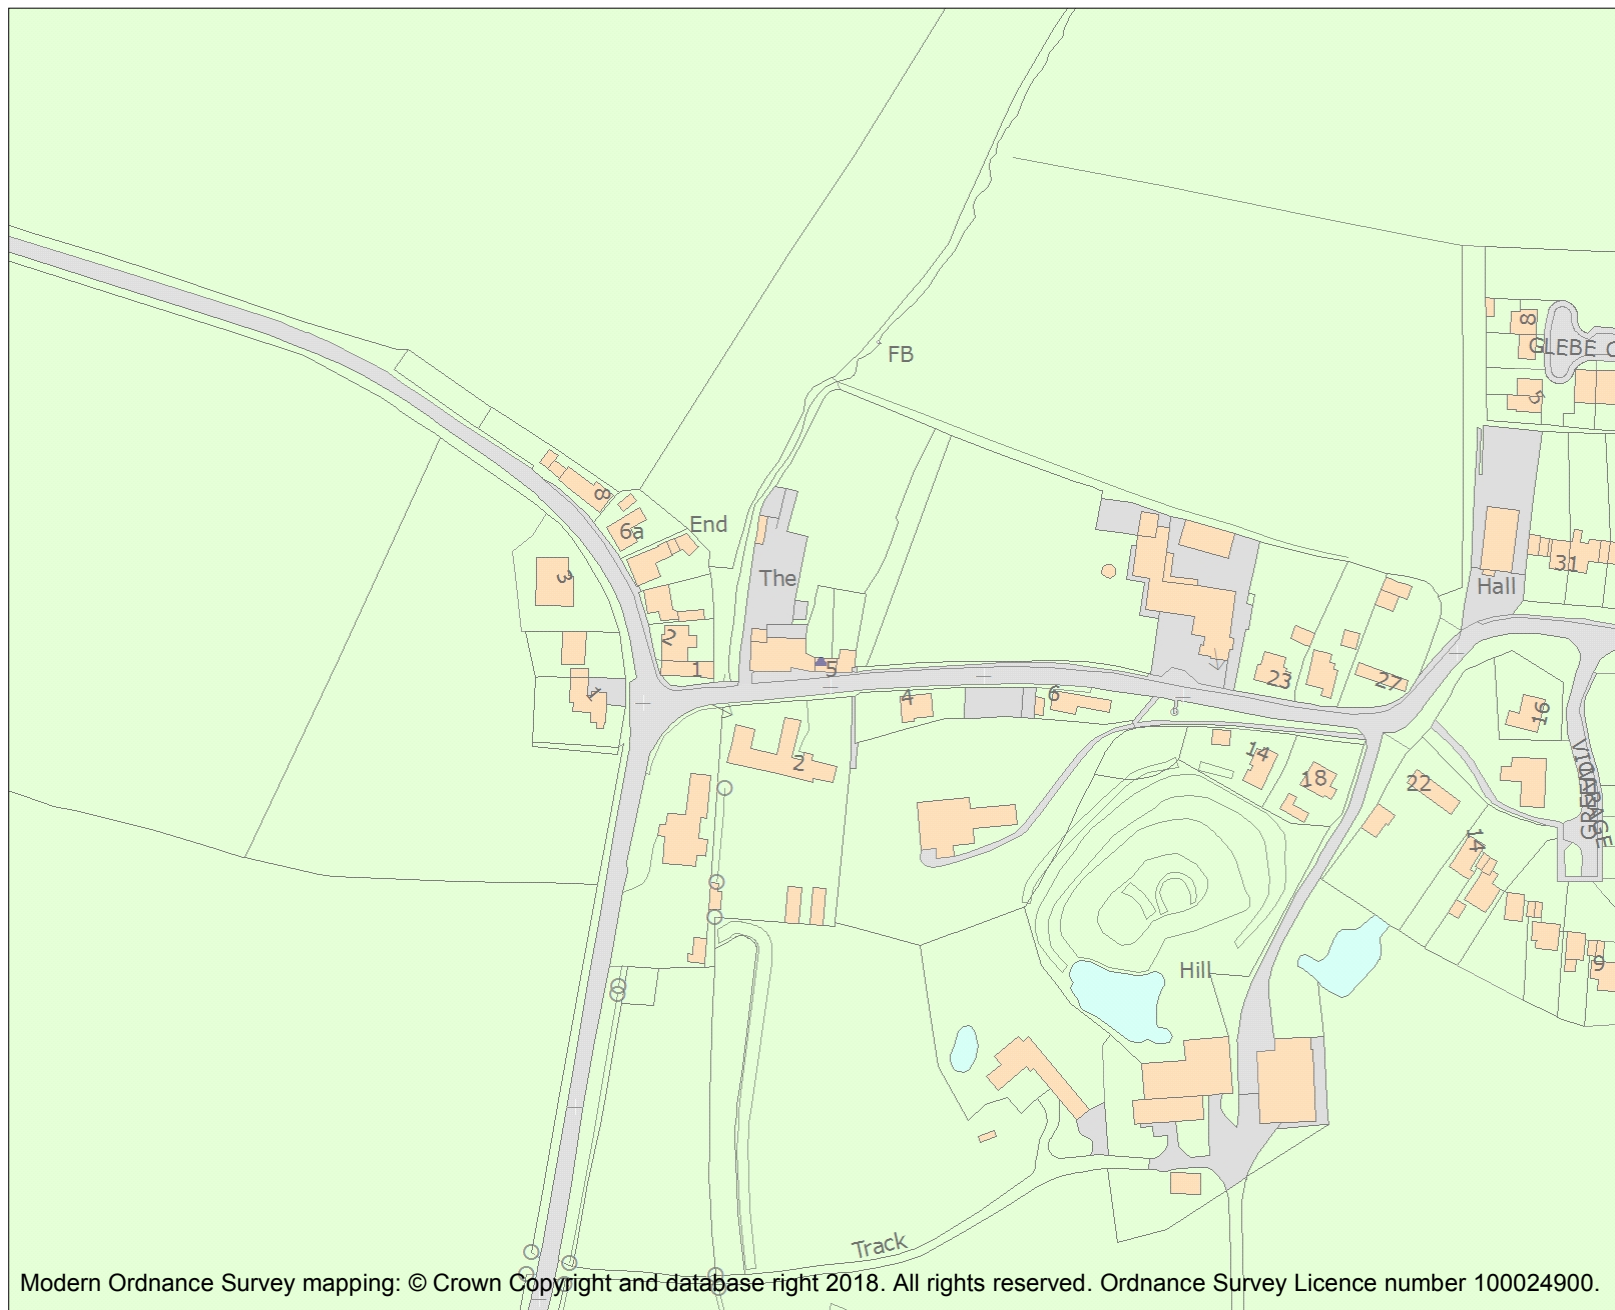 8
GLEBE C
FB
5
8
End
6a
31
The
3
Hall
2
1
5
23
27
1
4
6
16
14
2
18
22
VICARAGE
GREEN
14
Hill
9
Track
Modern Ordnance Survey mapping: © Crown Copyright and database right 2018. All rights reserved. Ordnance Survey Licence number 100024900.